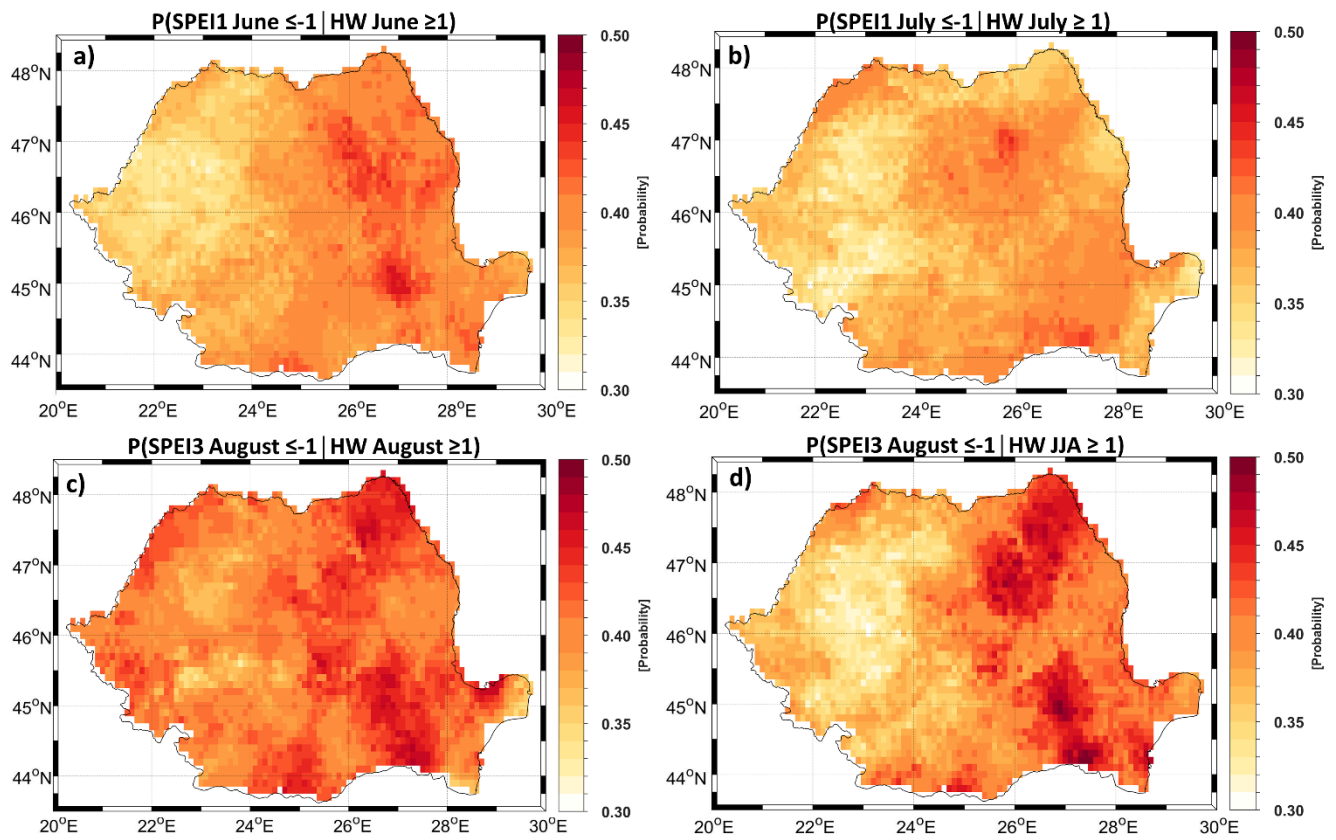 P(SPEI1 June ≤-1│HW June ≥1)
a)
48°N
47°N
46°N
45°N
44°N
20°E 22°E 24°E 26°E 28°E 30°E
0.50
0.45
0.40
0.35
0.30
[Probability]
P(SPEI1 July ≤-1│HW July ≥ 1)
b)
48°N
47°N
46°N
45°N
44°N
20°E 22°E 24°E 26°E 28°E 30°E
0.50
0.45
0.40
0.35
0.30
[Probability]
P(SPEI3 August ≤-1│HW August ≥1)
c)
48°N
47°N
46°N
45°N
44°N
20°E 22°E 24°E 26°E 28°E 30°E
0.50
0.45
0.40
0.35
0.30
[Probability]
P(SPEI3 August ≤-1│HW JJA ≥ 1)
d)
48°N
47°N
46°N
45°N
44°N
20°E 22°E 24°E 26°E 28°E 30°E
0.50
0.45
0.40
0.35
0.30
[Probability]